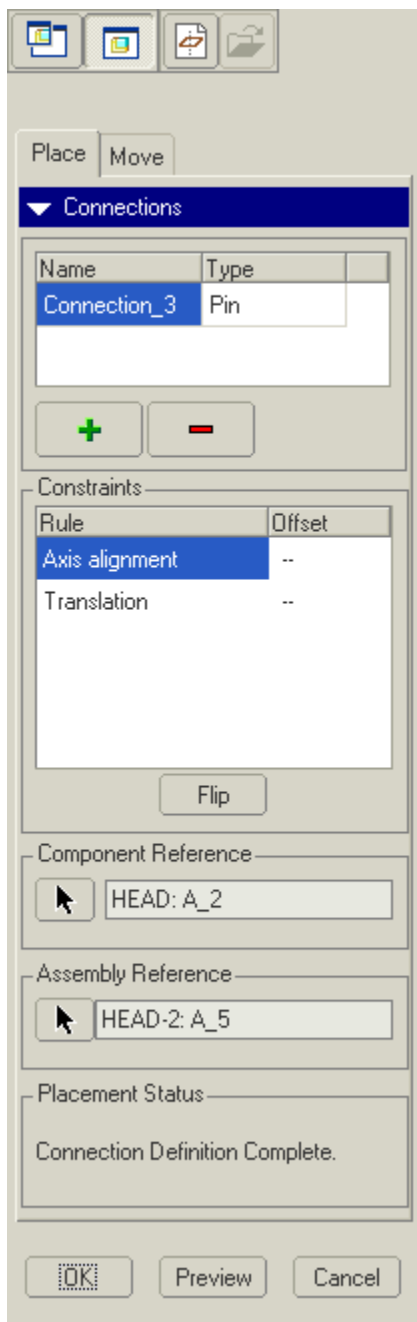 Place Move
Connections
Name Type
Connection_3 Pin
Constraints
Rule Offset
Axis alignment --
Translation --
Flip
Component Reference
HEAD: A_2
Assembly Reference
HEAD-2: A_5
Placement Status
Connection Definition Complete.
OK Preview Cancel